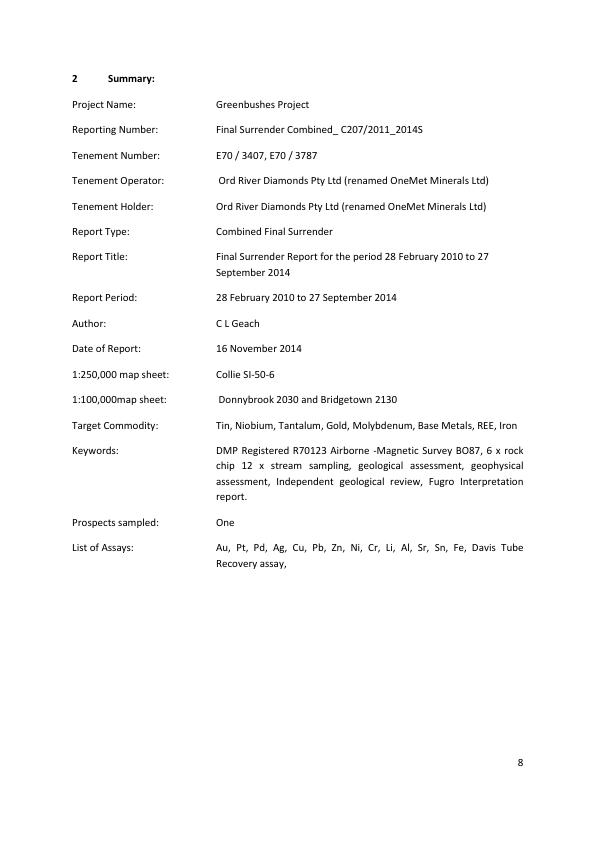 2 Summary:
Project Name: Greenbushes Project
Reporting Number: Final Surrender Combined_ C207/2011_2014S
Tenement Number: E70 / 3407, E70 / 3787
Tenement Operator: Ord River Diamonds Pty Ltd (renamed OneMet Minerals Ltd)
Tenement Holder: Ord River Diamonds Pty Ltd (renamed OneMet Minerals Ltd)
Report Type: Combined Final Surrender
Report Title: Final Surrender Report for the period 28 February 2010 to 27
September 2014
Report Period: 28 February 2010 to 27 September 2014
Author: C L Geach
Date of Report: 16 November 2014
1:250,000 map sheet: Collie SI-50-6
1:100,000map sheet: Donnybrook 2030 and Bridgetown 2130
Target Commodity: Tin, Niobium, Tantalum, Gold, Molybdenum, Base Metals, REE, Iron
Keywords: DMP Registered R70123 Airborne -Magnetic Survey BO87, 6 x rock
chip 12 x stream sampling, geological assessment, geophysical
assessment, Independent geological review, Fugro Interpretation
report.
Prospects sampled: One
List of Assays: Au, Pt, Pd, Ag, Cu, Pb, Zn, Ni, Cr, Li, Al, Sr, Sn, Fe, Davis Tube
Recovery assay,
8